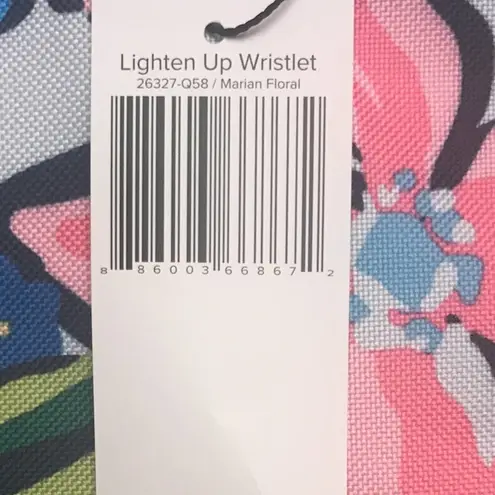 Lighten Up Wristlet
26327-Q58 / Marian Floral
8 86003 66867 2